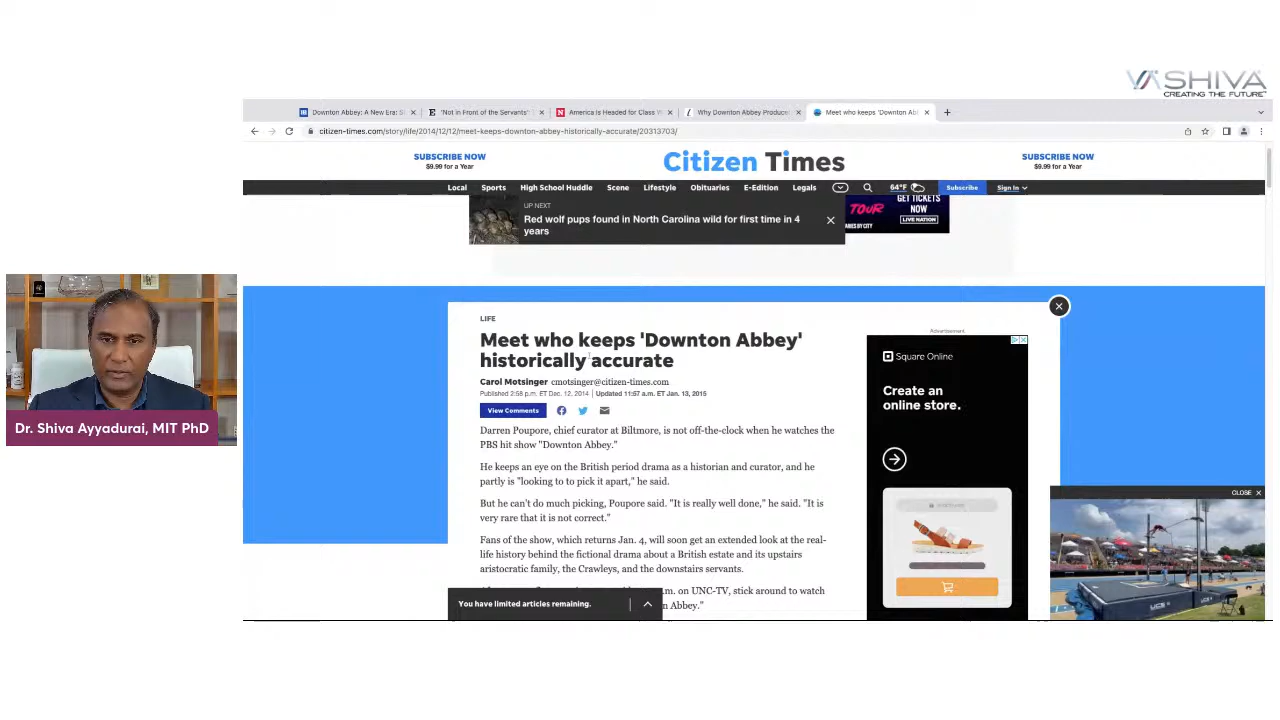 VASHIVA
CREATING THE FUTURE
Downton Abbey: A New Era: S
"Not in Front of the Servants"
America Is Headed for Class W
Why Downton Abbey Produce
Meet who keeps 'Downton Ab
citizen-times.com/story/life/2014/12/12/meet-keeps-downton-abbey-historically-accurate/20313703/
SUBSCRIBE NOW
$9.99 for a Year
Citizen Times
SUBSCRIBE NOW
$9.99 for a Year
Local Sports High School Huddle Scene Lifestyle Obituaries E-Edition Legals 64°F Subscribe Sign In
UP NEXT
Red wolf pups found in North Carolina wild for first time in 4
years
TOUR
GET TICKETS
NOW
LIVE NATION
LIFE
Meet who keeps 'Downton Abbey'
historically accurate
Carol Motsinger cmotsinger@citizen-times.com
Published 2:58 p.m. ET Dec. 12, 2014 | Updated 11:57 a.m. ET Jan. 13, 2015
View Comments
Darren Poupore, chief curator at Biltmore, is not off-the-clock when he watches the
PBS hit show "Downton Abbey."
He keeps an eye on the British period drama as a historian and curator, and he
partly is "looking to to pick it apart," he said.
But he can't do much picking, Poupore said. "It is really well done," he said. "It is
very rare that it is not correct."
Fans of the show, which returns Jan. 4, will soon get an extended look at the real-
life history behind the fictional drama about a British estate and its upstairs
aristocratic family, the Crawleys, and the downstairs servants.
.m. on UNC-TV, stick around to watch
n Abbey."
You have limited articles remaining.
Advertisement
Square Online
Create an
online store.
CLOSE
UCS
Dr. Shiva Ayyadurai, MIT PhD